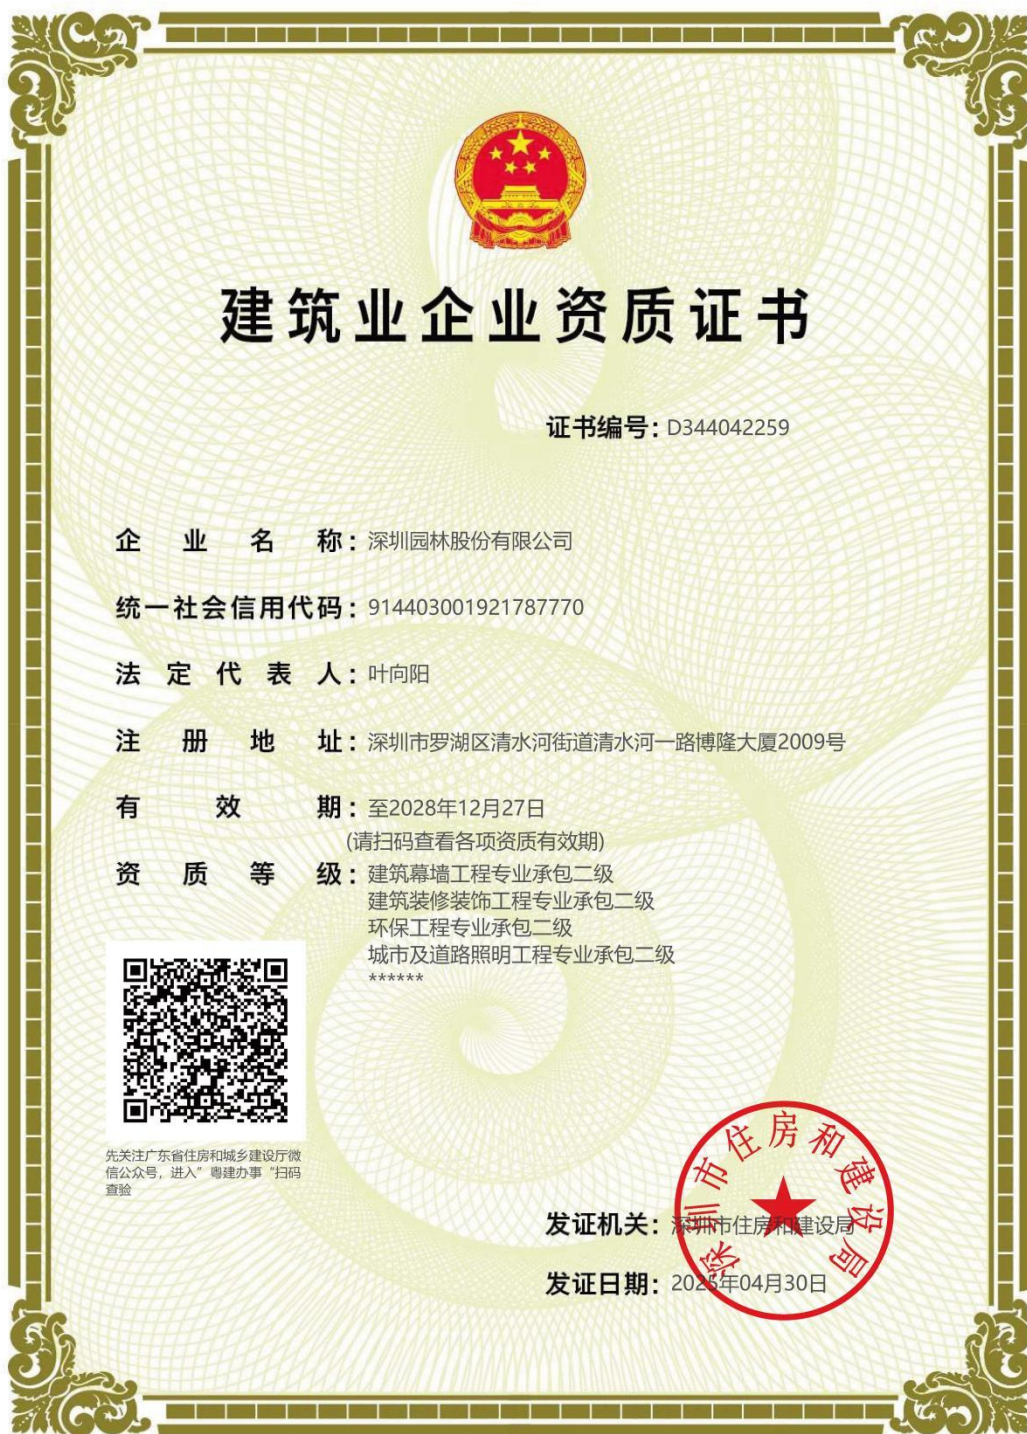 建筑业企业资质证书
证书编号：D344042259
企业名称：深圳园林股份有限公司
统一社会信用代码：914403001921787770
法定代表人：叶向阳
注册地址：深圳市罗湖区清水河街道清水河一路博隆大厦2009号
有效期：至2028年12月27日
(请扫码查看各项资质有效期)
资质等级：建筑幕墙工程专业承包二级
建筑装修装饰工程专业承包二级
环保工程专业承包二级
城市及道路照明工程专业承包二级
******
先关注广东省住房和城乡建设厅微
信公众号，进入”粤建办事“扫码
查验
深圳市住房和建设局
发证机关：深圳市住房和建设局
发证日期：2025年04月30日